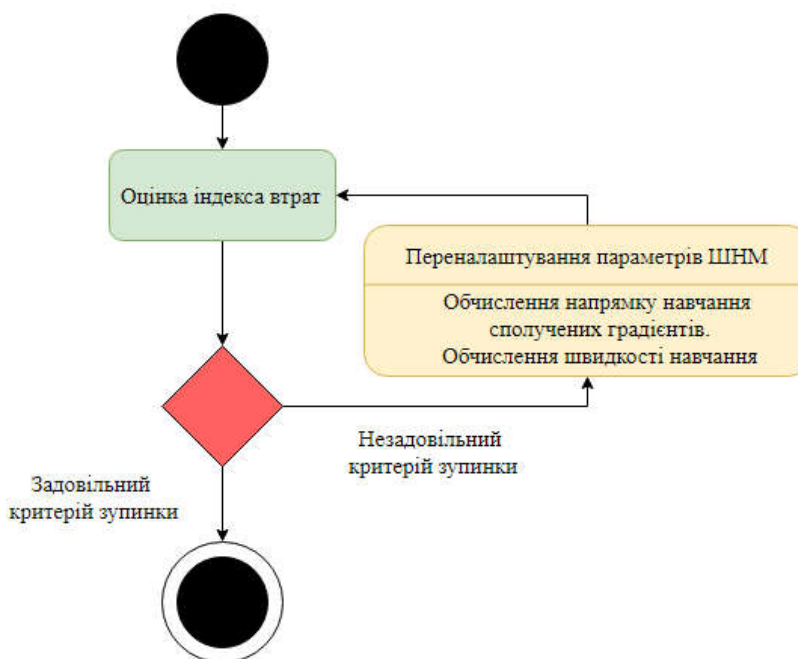 Оцінка індекса втрат
Переналаштування параметрів ШНМ
Обчислення напрямку навчання
сполучених градієнтів.
Обчислення швидкості навчання
Незадовільний
критерій зупинки
Задовільний
критерій зупинки